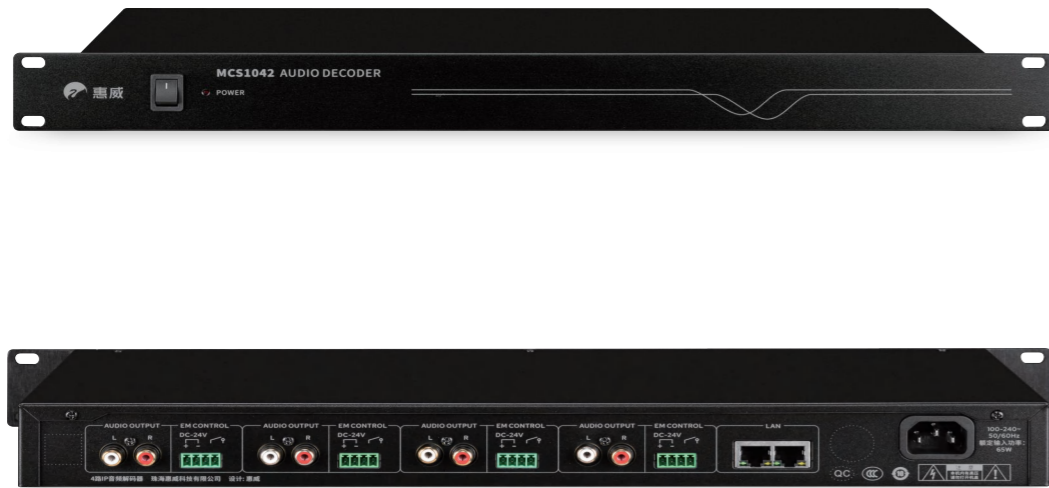 MCS1042 AUDIO DECODER
惠威
POWER
AUDIO OUTPUT EM CONTROL AUDIO OUTPUT EM CONTROL AUDIO OUTPUT EM CONTROL AUDIO OUTPUT EM CONTROL LAN
L R DC-24V L R DC-24V L R DC-24V L R DC-24V
+ - + - + - + -
100-240~
50/60Hz
额定输入功率:
65W
QC CCC 10
4路IP音频解码器 珠海惠威科技有限公司 设计: 惠威